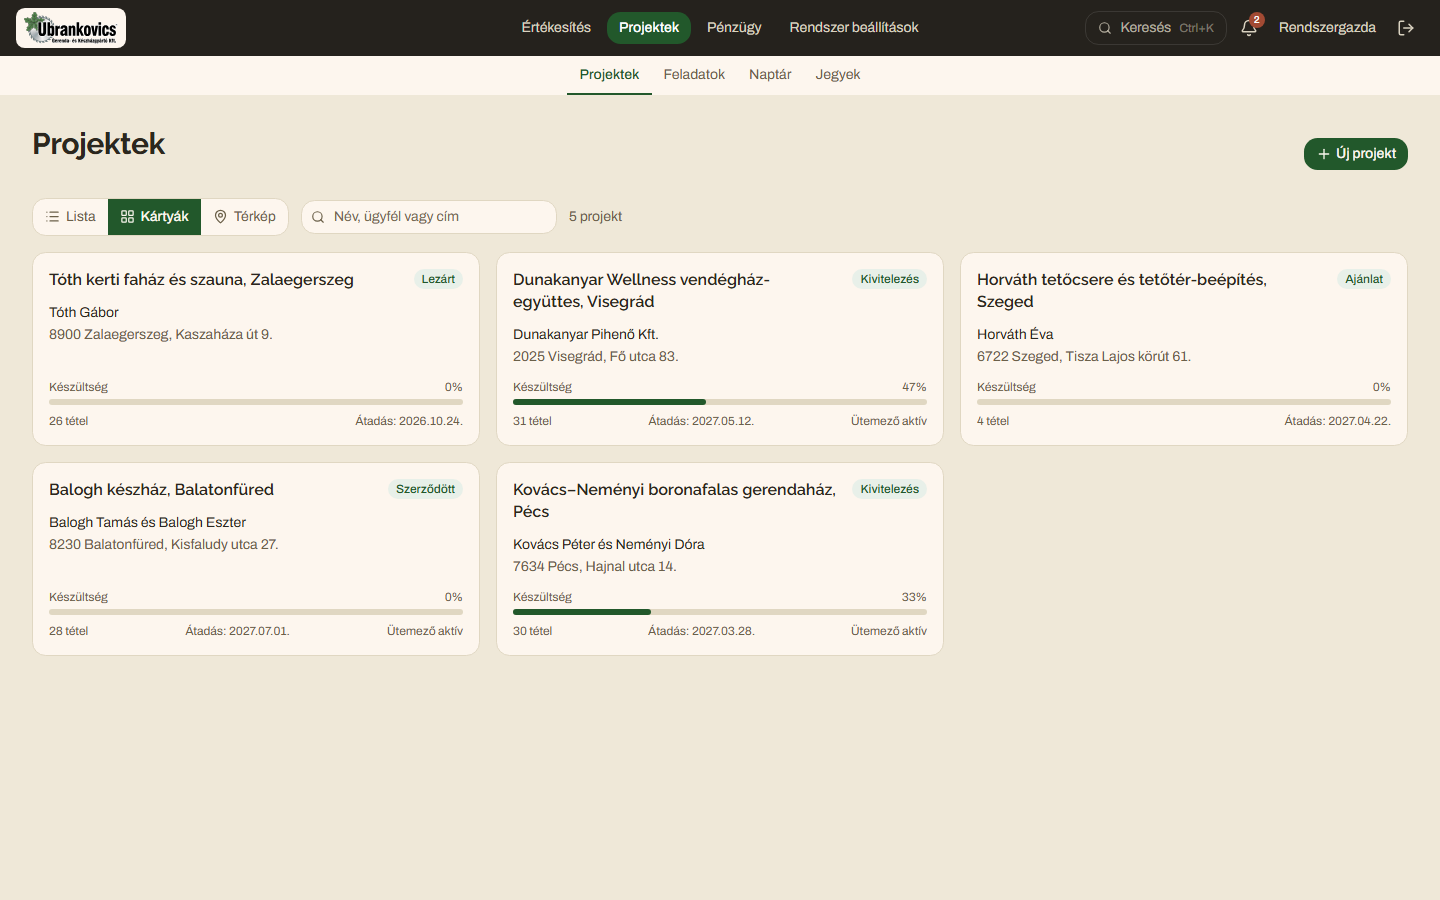 Ubrankovics
Gerenda- és Készházgyártó Kft.
Értékesítés
Projektek
Pénzügy
Rendszer beállítások
Keresés Ctrl+K
2
Rendszergazda
Projektek
Feladatok
Naptár
Jegyek
Projektek
+ Új projekt
Lista
Kártyák
Térkép
Név, ügyfél vagy cím
5 projekt
Tóth kerti faház és szauna, Zalaegerszeg
Lezárt
Tóth Gábor
8900 Zalaegerszeg, Kaszaháza út 9.
Készültség 0%
26 tétel Átadás: 2026.10.24.
Dunakanyar Wellness vendégház-
együttes, Visegrád
Kivitelezés
Dunakanyar Pihenő Kft.
2025 Visegrád, Fő utca 83.
Készültség 47%
31 tétel Átadás: 2027.05.12. Ütemező aktív
Horváth tetőcsere és tetőtér-beépítés,
Szeged
Ajánlat
Horváth Éva
6722 Szeged, Tisza Lajos körút 61.
Készültség 0%
4 tétel Átadás: 2027.04.22.
Balogh készház, Balatonfüred
Szerződött
Balogh Tamás és Balogh Eszter
8230 Balatonfüred, Kisfaludy utca 27.
Készültség 0%
28 tétel Átadás: 2027.07.01. Ütemező aktív
Kovács–Neményi boronafalas gerendaház,
Pécs
Kivitelezés
Kovács Péter és Neményi Dóra
7634 Pécs, Hajnal utca 14.
Készültség 33%
30 tétel Átadás: 2027.03.28. Ütemező aktív